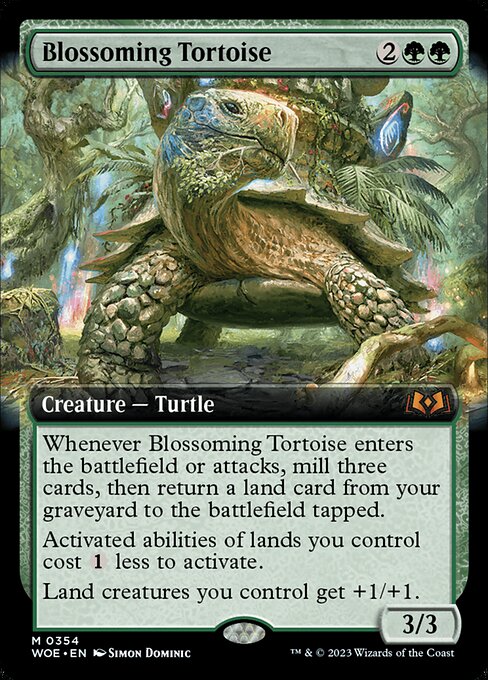 Blossoming Tortoise 2
Creature — Turtle
Whenever Blossoming Tortoise enters
the battlefield or attacks, mill three
cards, then return a land card from your
graveyard to the battlefield tapped.
Activated abilities of lands you control
cost 1 less to activate.
Land creatures you control get +1/+1.
3/3
M 0354
WOE • EN Simon Dominic
™ & © 2023 Wizards of the Coast